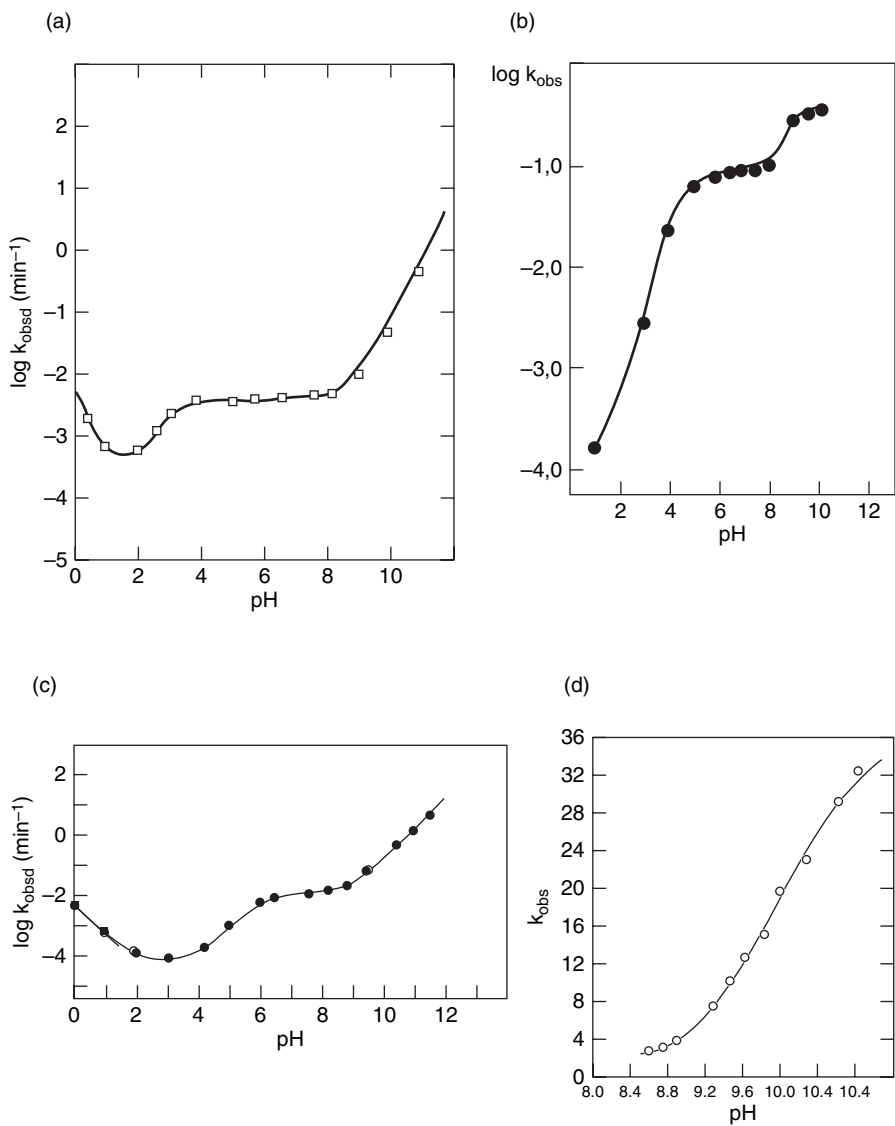 (a)
log kobsd (min−1)
2
1
0
−1
−2
−3
−4
−5
0 2 4 6 8 10
pH
(b)
log kobs
−1,0
−2,0
−3,0
−4,0
2 4 6 8 10 12
pH
(c)
log kobsd (min−1)
2
0
−2
−4
0 2 4 6 8 10 12
pH
(d)
kobs
36
32
28
24
20
16
12
8
4
0
8.0 8.4 8.8 9.2 9.6 10.0 10.4 10.4
pH